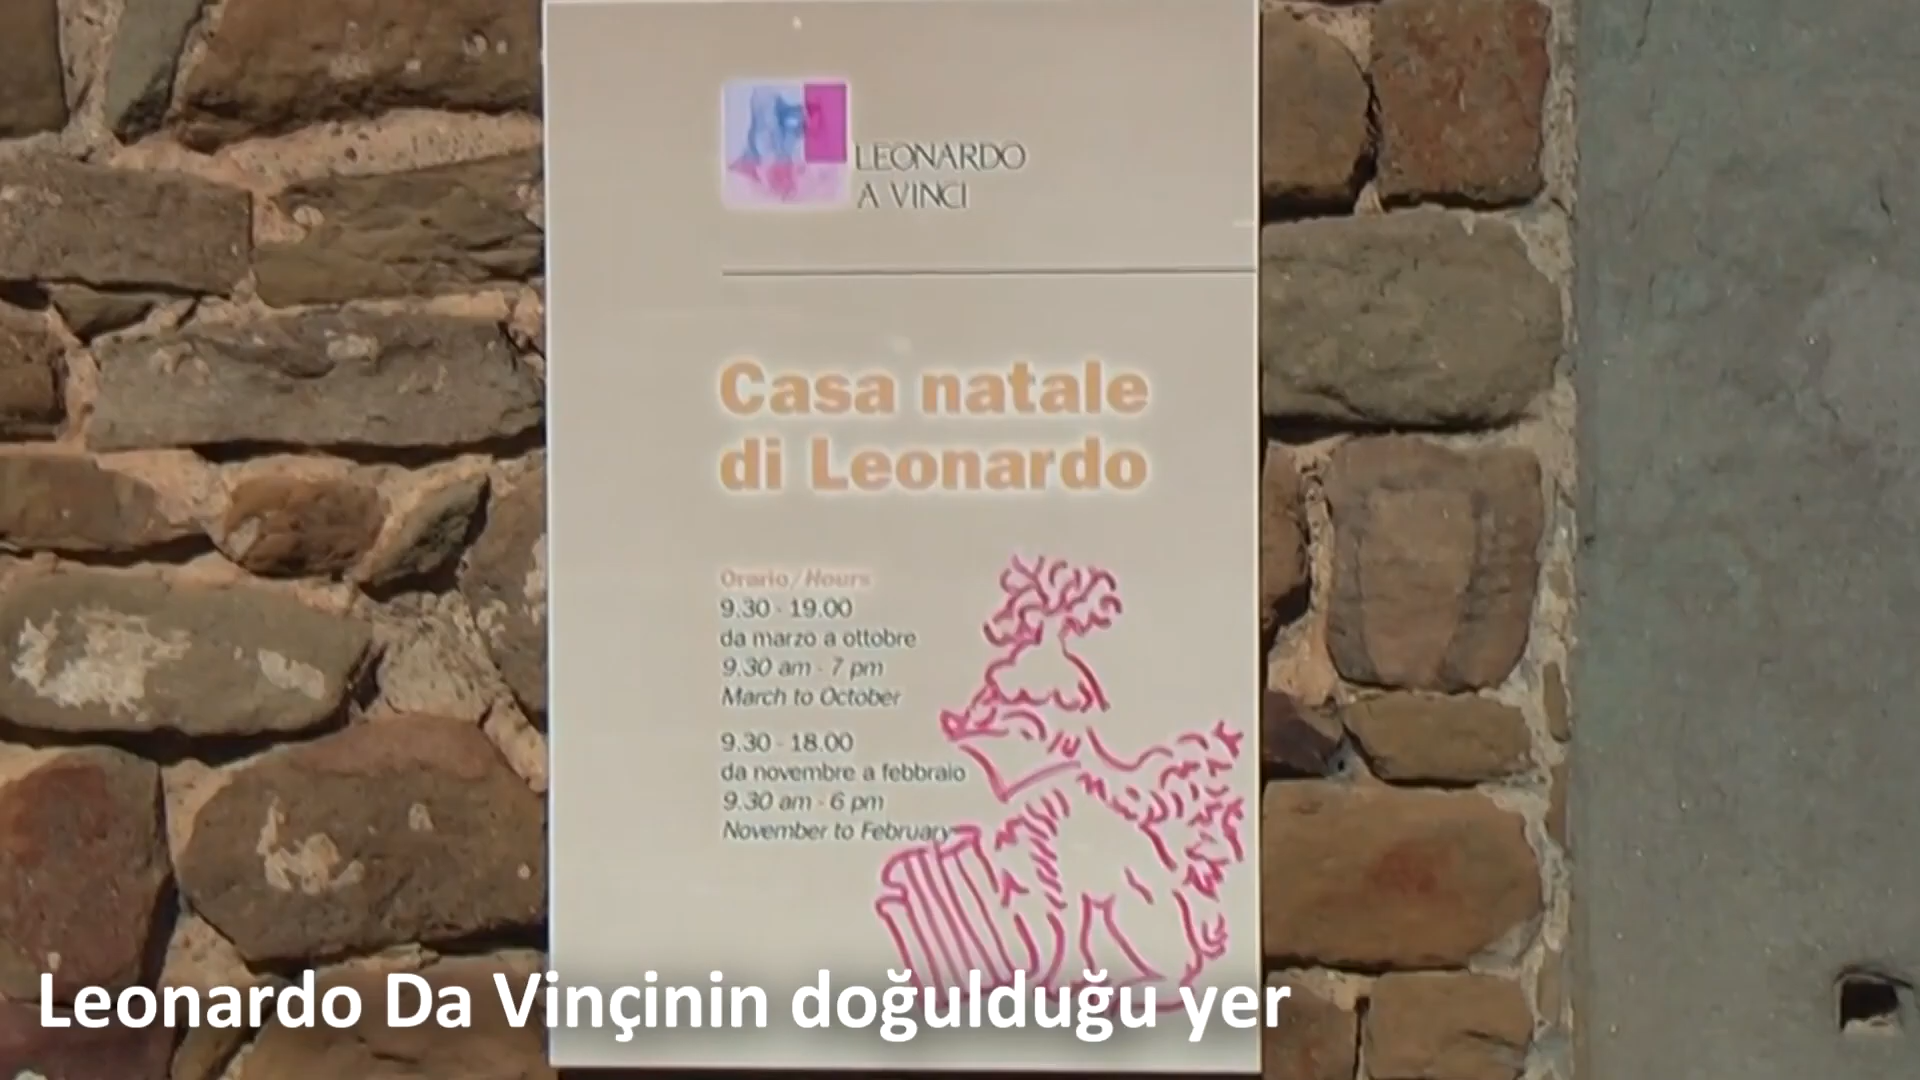 LEONARDO
A VINCI
Casa natale
di Leonardo
Orario/Hours
9.30 - 19.00
da marzo a ottobre
9.30 am - 7 pm
March to October
9.30 - 18.00
da novembre a febbraio
9.30 am - 6 pm
November to February
Leonardo Da Vinçinin doğulduğu yer